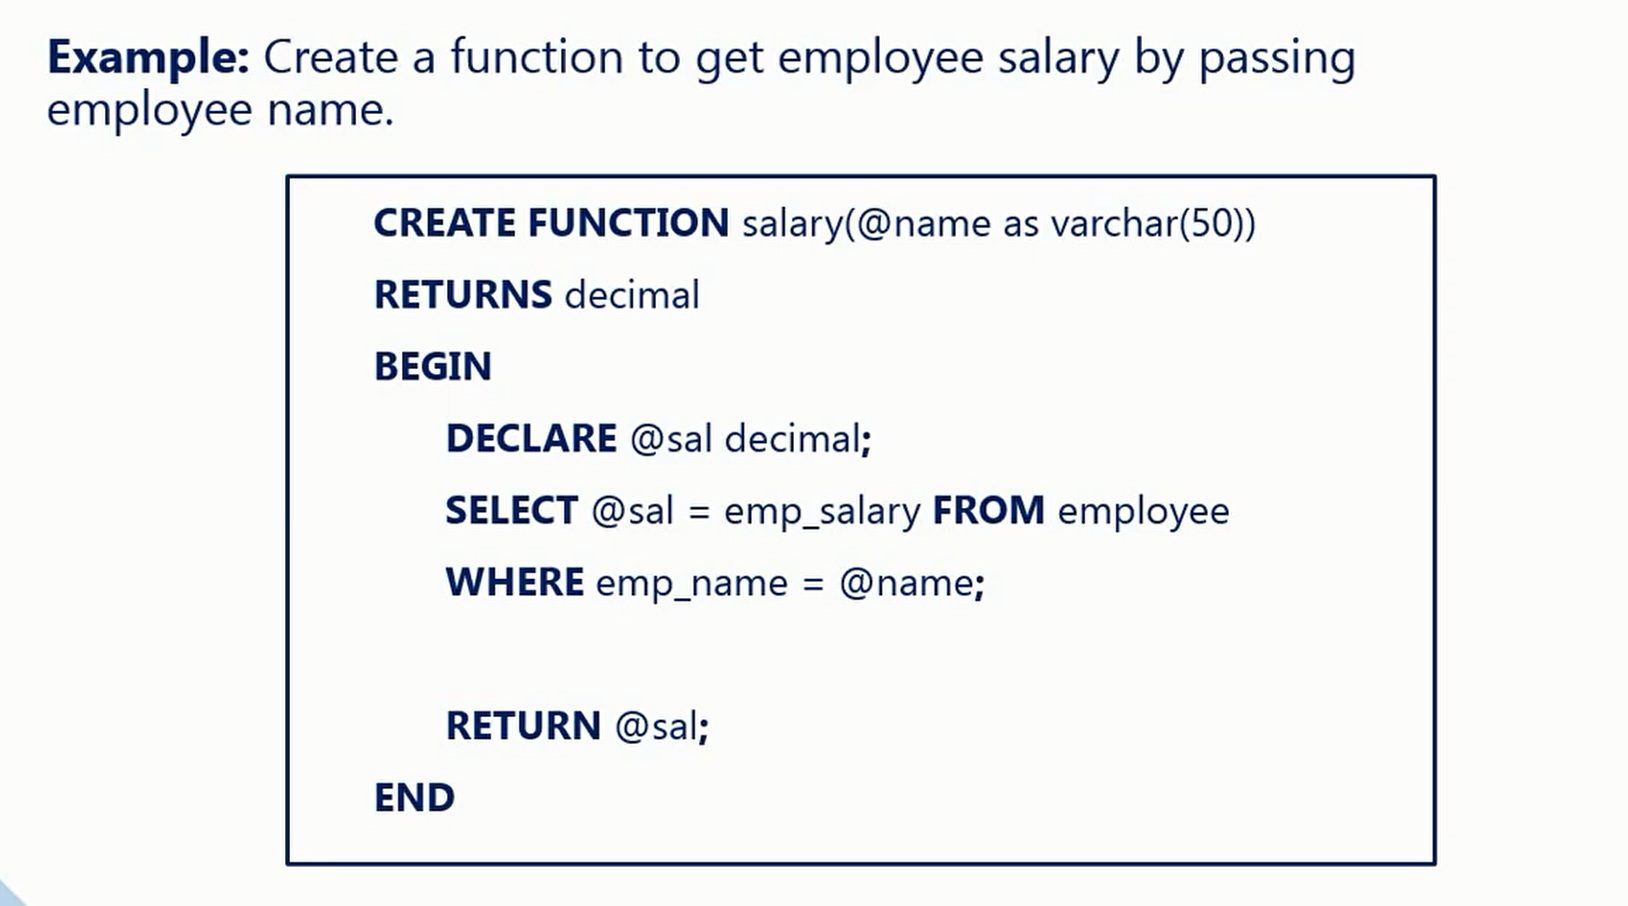 Example: Create a function to get employee salary by passing
employee name.
CREATE FUNCTION salary(@name as varchar(50))
RETURNS decimal
BEGIN
DECLARE @sal decimal;
SELECT @sal = emp_salary FROM employee
WHERE emp_name = @name;
RETURN @sal;
END